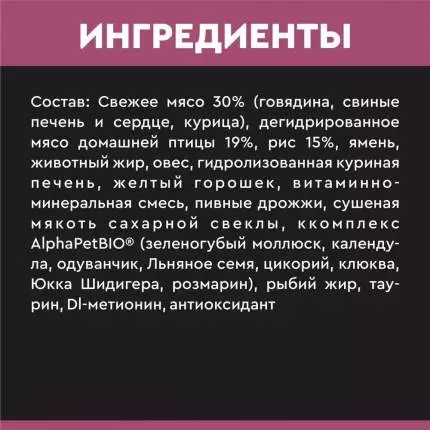 ИНГРЕДИЕНТЫ
Состав: Свежее мясо 30% (говядина, свиные
печень и сердце, курица), дегидрированное
мясо домашней птицы 19%, рис 15%, ямень,
животный жир, овес, гидролизованная куриная
печень, желтый горошек, витаминно-
минеральная смесь, пивные дрожжи, сушеная
мякоть сахарной свеклы, ккомплекс
AlphaPetBIO® (зеленогубый моллюск, календу-
ла, одуванчик, Льняное семя, цикорий, клюква,
Юкка Шидигера, розмарин), рыбий жир, тау-
рин, Dl-метионин, антиоксидант